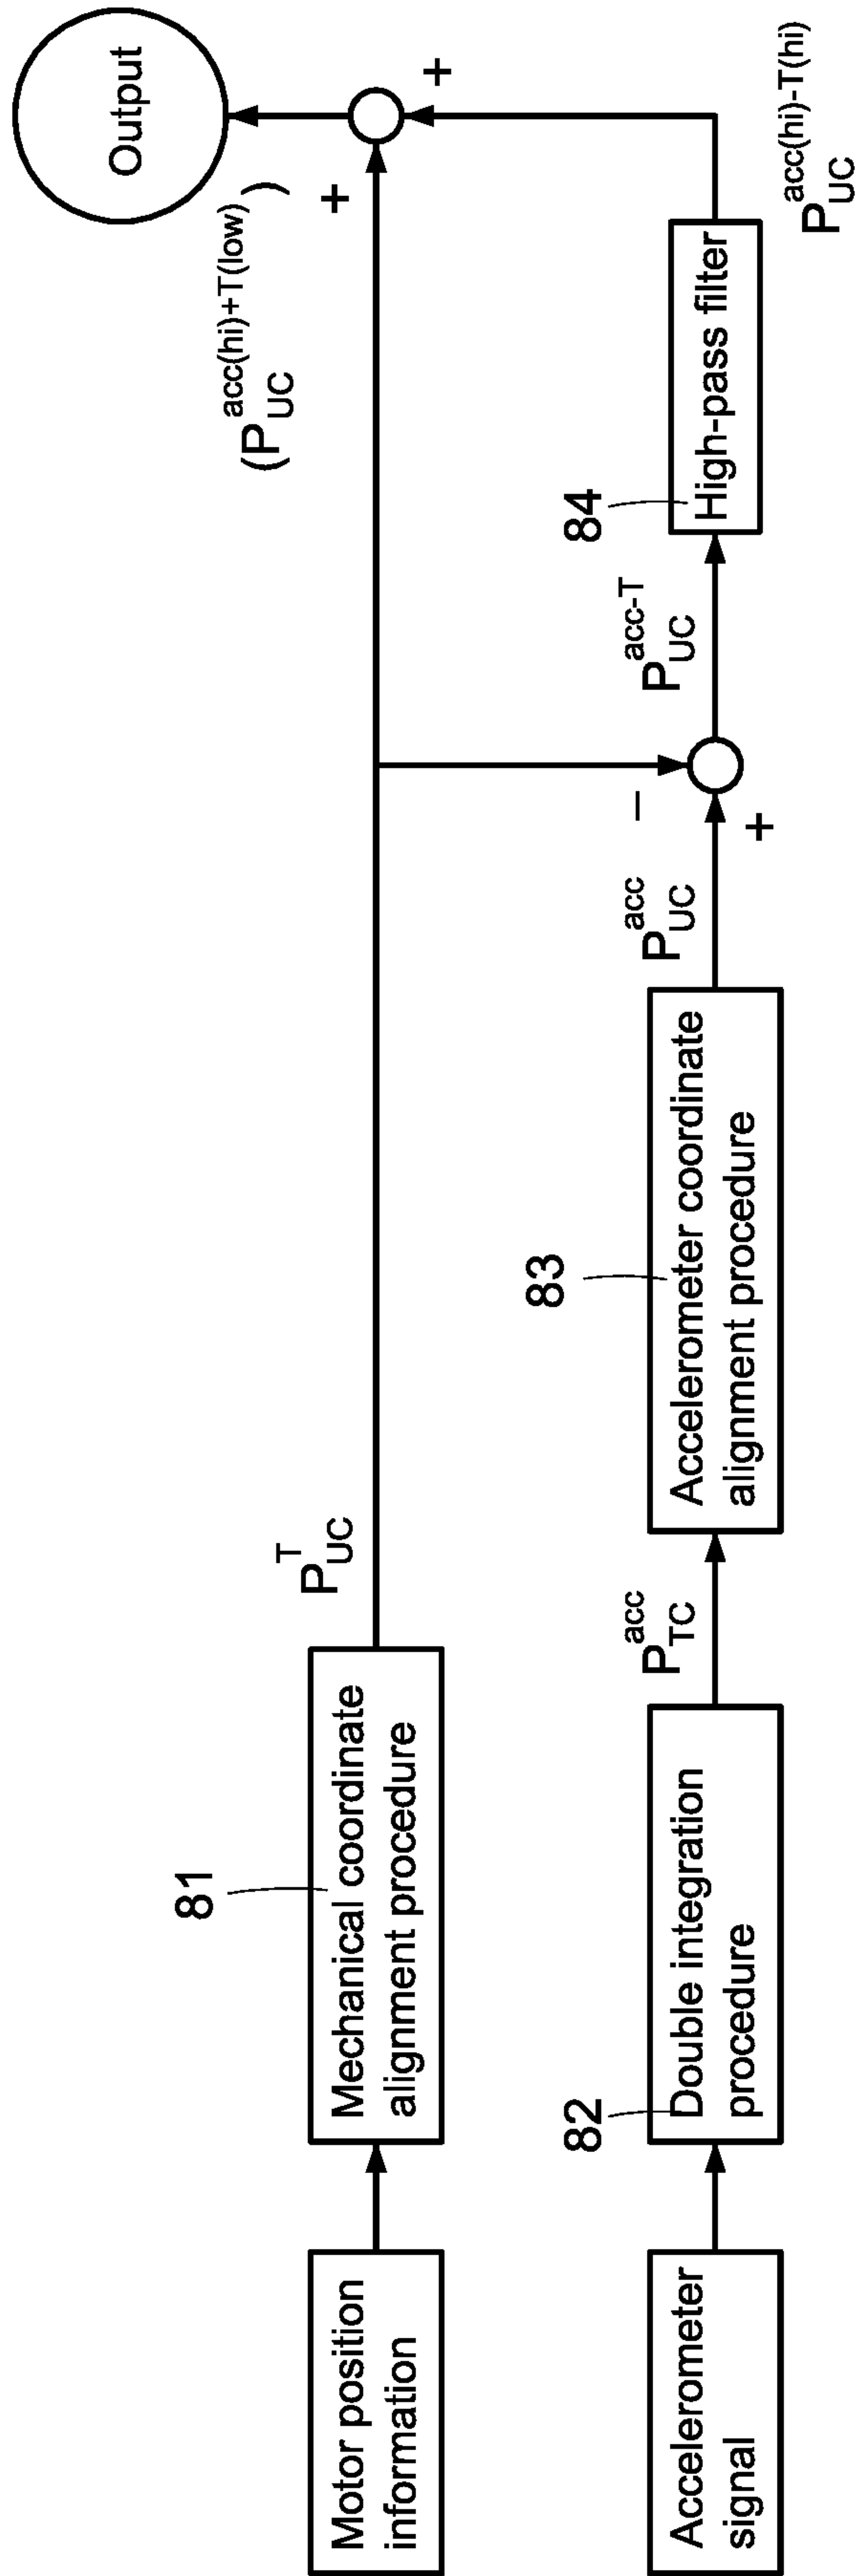 Motor position
information
81
Mechanical coordinate
alignment procedure
P_UC^T
+
+
(P_UC^acc(hi)+T(low))
Output
Accelerometer
signal
82
Double integration
procedure
P_TC^acc
83
Accelerometer coordinate
alignment procedure
P_UC^acc
−
+
P_UC^acc-T
84
High-pass filter
P_UC^acc(hi)-T(hi)